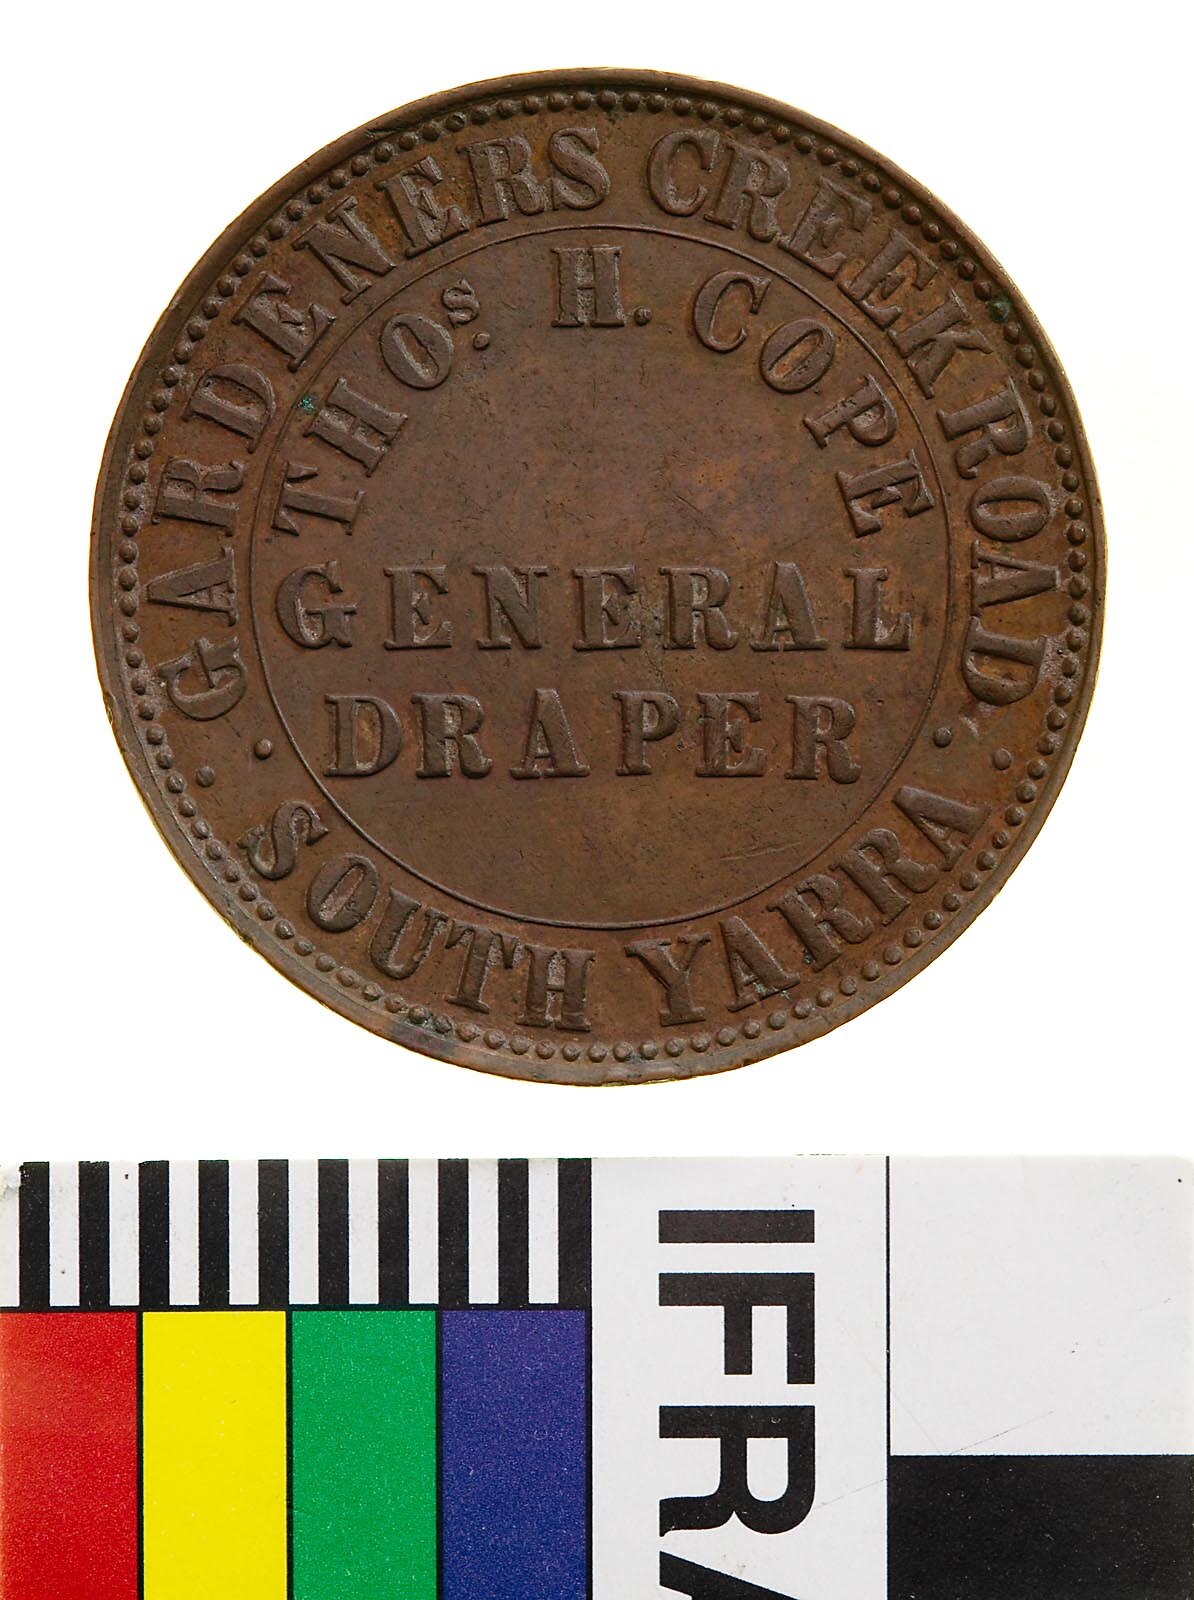 GARDENERS CREEK ROAD
THOS. H. COPE
GENERAL
DRAPER
· SOUTH YARRA ·
IFRA